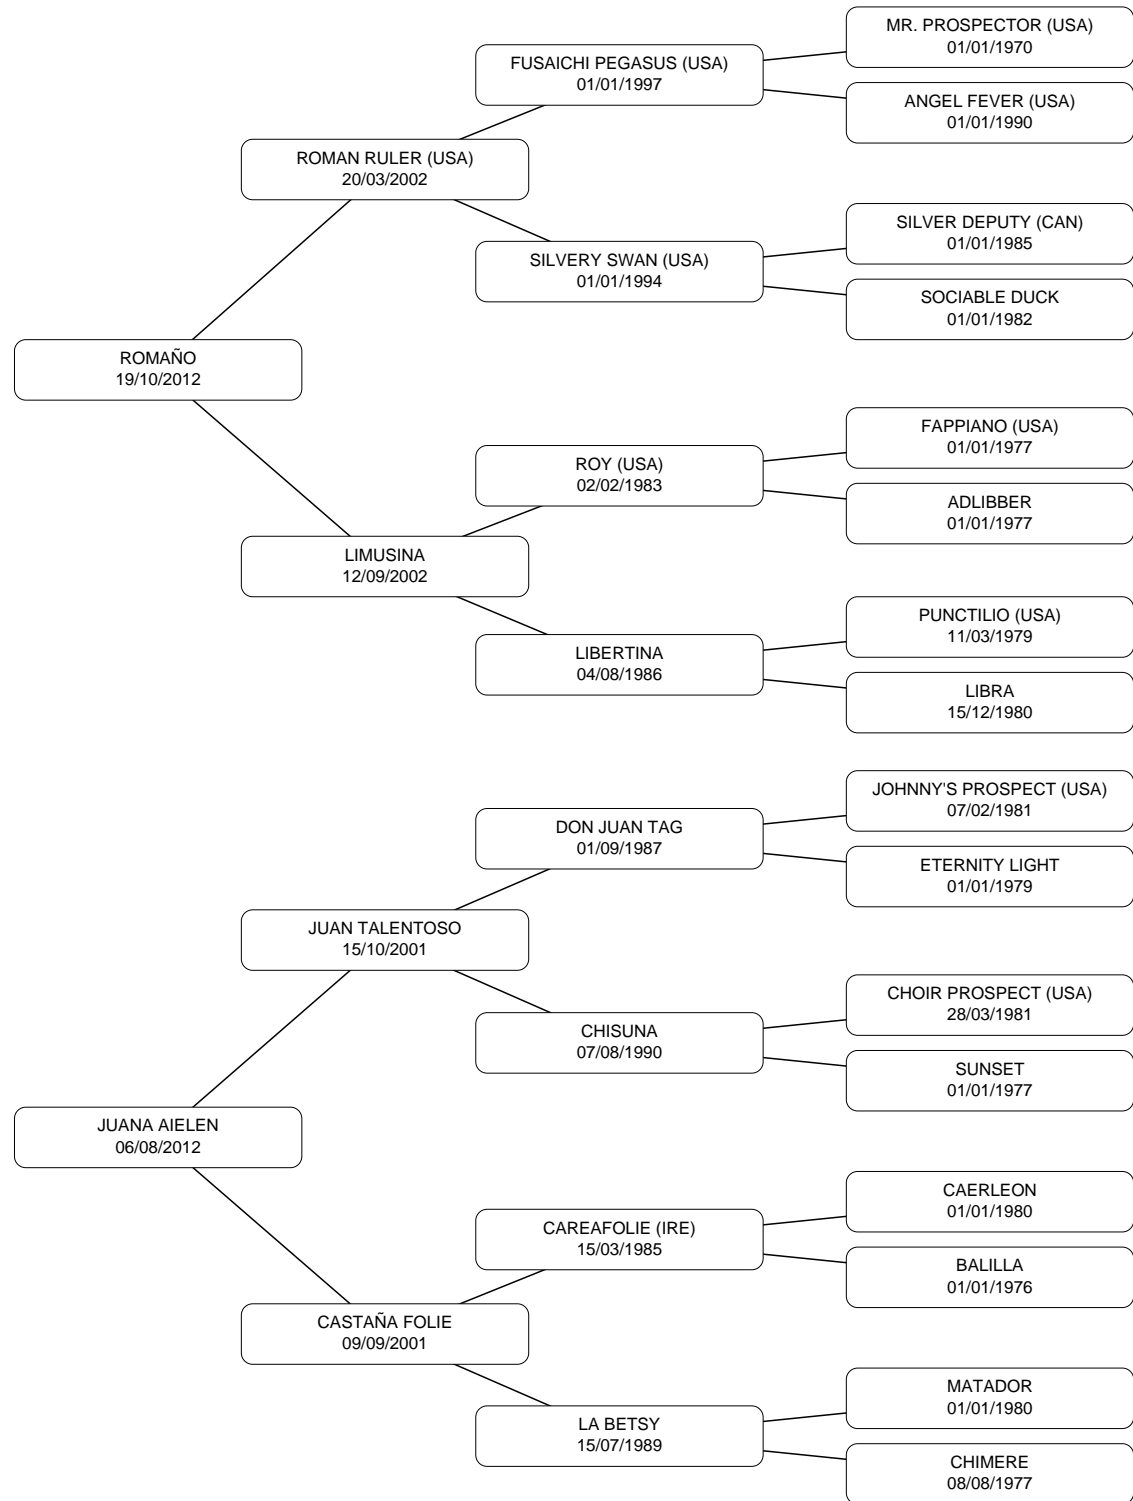 MR. PROSPECTOR (USA)
01/01/1970
FUSAICHI PEGASUS (USA)
01/01/1997
ANGEL FEVER (USA)
01/01/1990
ROMAN RULER (USA)
20/03/2002
SILVER DEPUTY (CAN)
01/01/1985
SILVERY SWAN (USA)
01/01/1994
SOCIABLE DUCK
01/01/1982
ROMAÑO
19/10/2012
FAPPIANO (USA)
01/01/1977
ROY (USA)
02/02/1983
ADLIBBER
01/01/1977
LIMUSINA
12/09/2002
PUNCTILIO (USA)
11/03/1979
LIBERTINA
04/08/1986
LIBRA
15/12/1980
JOHNNY'S PROSPECT (USA)
07/02/1981
DON JUAN TAG
01/09/1987
ETERNITY LIGHT
01/01/1979
JUAN TALENTOSO
15/10/2001
CHOIR PROSPECT (USA)
28/03/1981
CHISUNA
07/08/1990
SUNSET
01/01/1977
JUANA AIELEN
06/08/2012
CAERLEON
01/01/1980
CAREAFOLIE (IRE)
15/03/1985
BALILLA
01/01/1976
CASTAÑA FOLIE
09/09/2001
MATADOR
01/01/1980
LA BETSY
15/07/1989
CHIMERE
08/08/1977